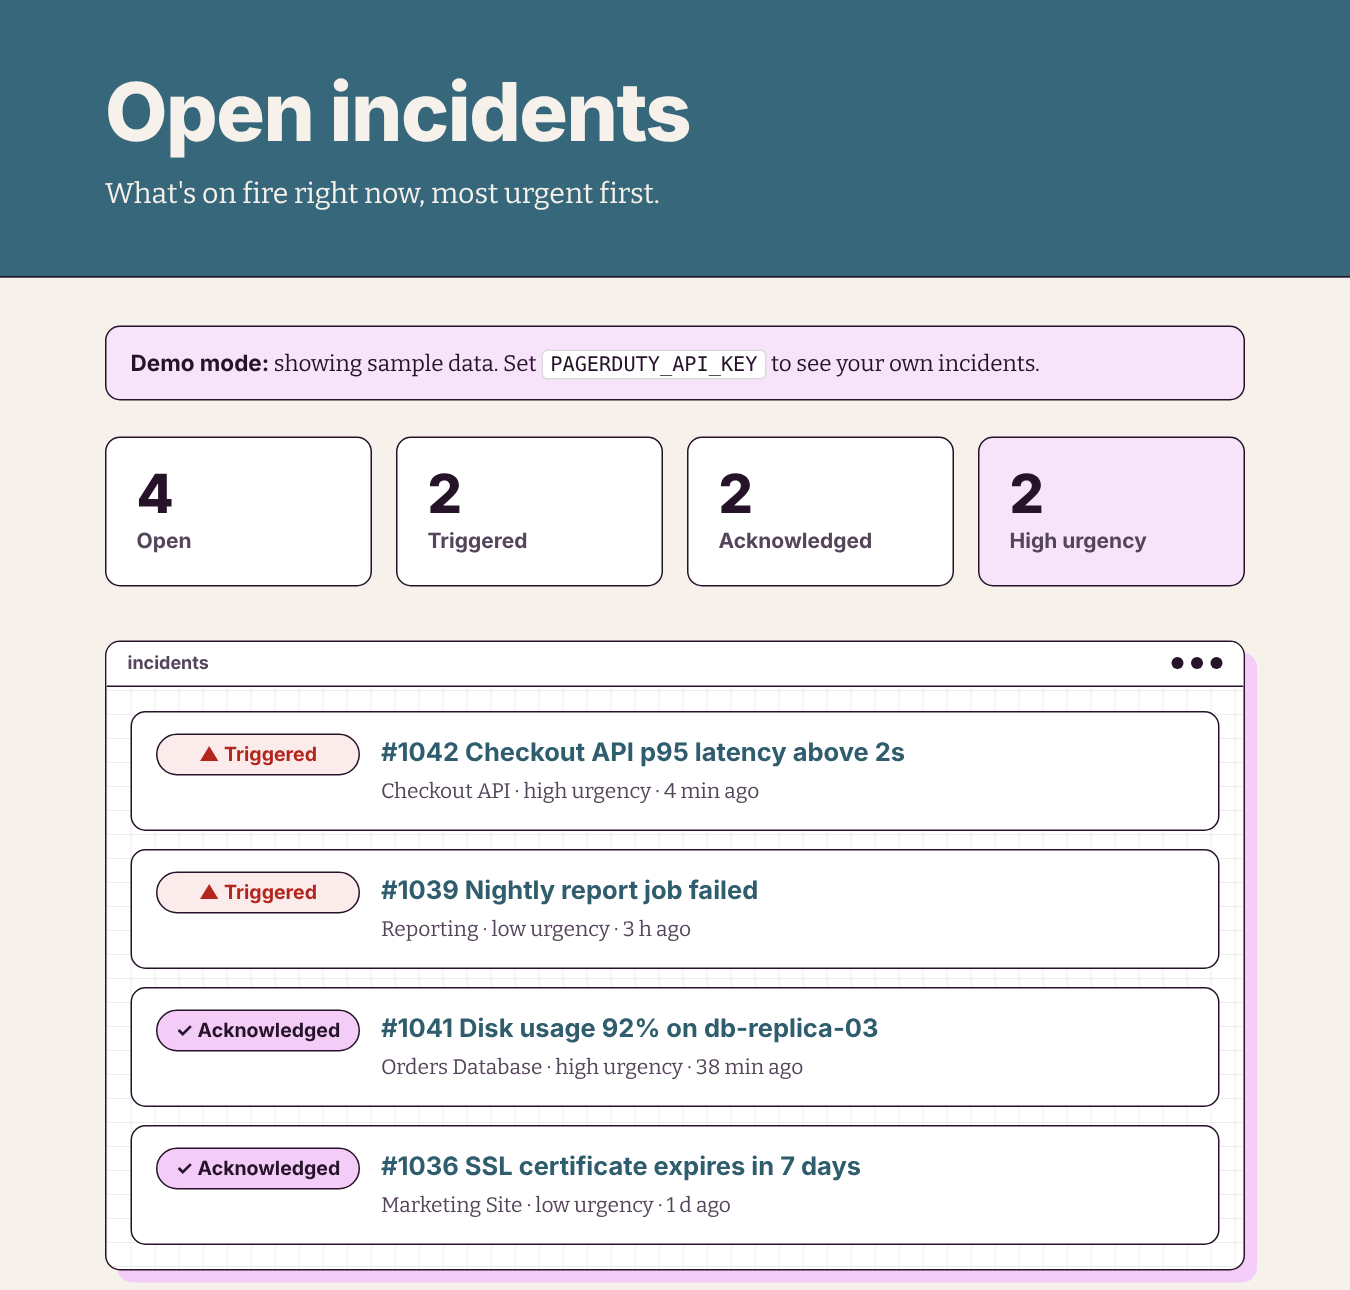 Open incidents
What's on fire right now, most urgent first.
Demo mode: showing sample data. Set PAGERDUTY_API_KEY to see your own incidents.
4
Open
2
Triggered
2
Acknowledged
2
High urgency
incidents
▲ Triggered
#1042 Checkout API p95 latency above 2s
Checkout API · high urgency · 4 min ago
▲ Triggered
#1039 Nightly report job failed
Reporting · low urgency · 3 h ago
✓ Acknowledged
#1041 Disk usage 92% on db-replica-03
Orders Database · high urgency · 38 min ago
✓ Acknowledged
#1036 SSL certificate expires in 7 days
Marketing Site · low urgency · 1 d ago